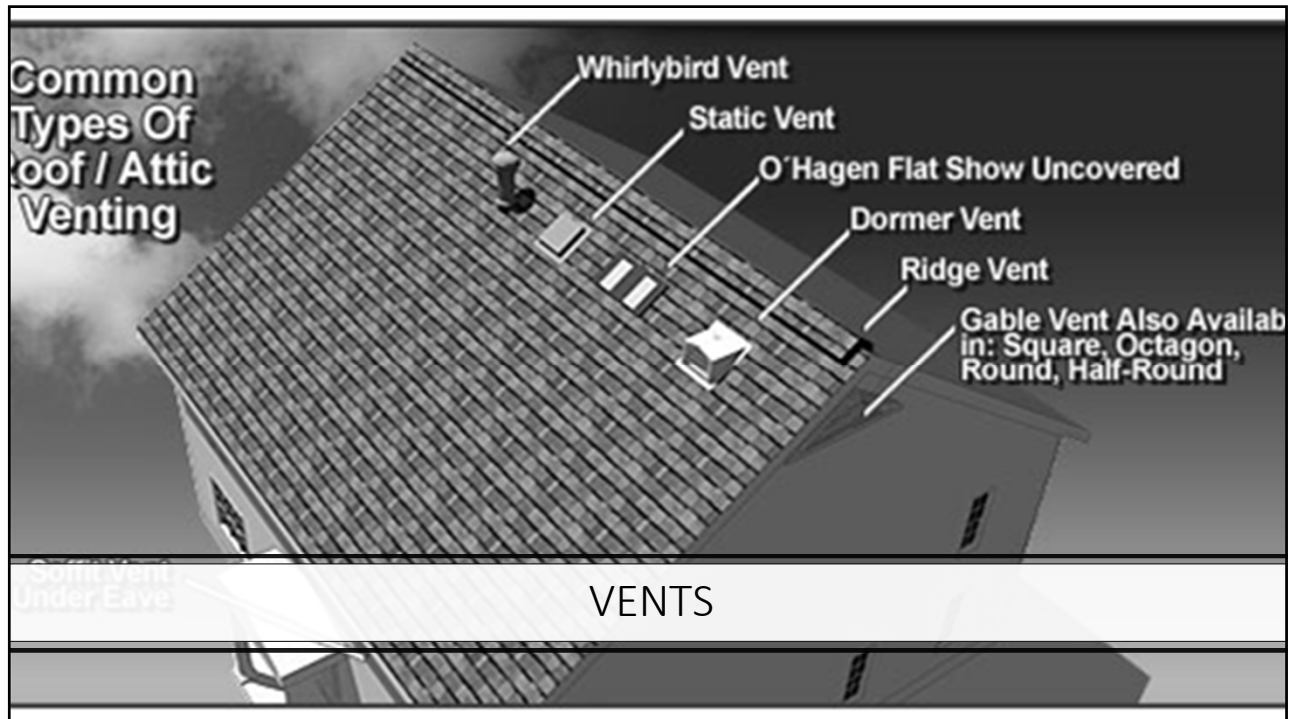 Common
Types Of
Roof / Attic
Venting
Whirlybird Vent
Static Vent
O´Hagen Flat Show Uncovered
Dormer Vent
Ridge Vent
Gable Vent Also Availab
in: Square, Octagon,
Round, Half-Round
Soffit Vent
Under Eave
VENTS